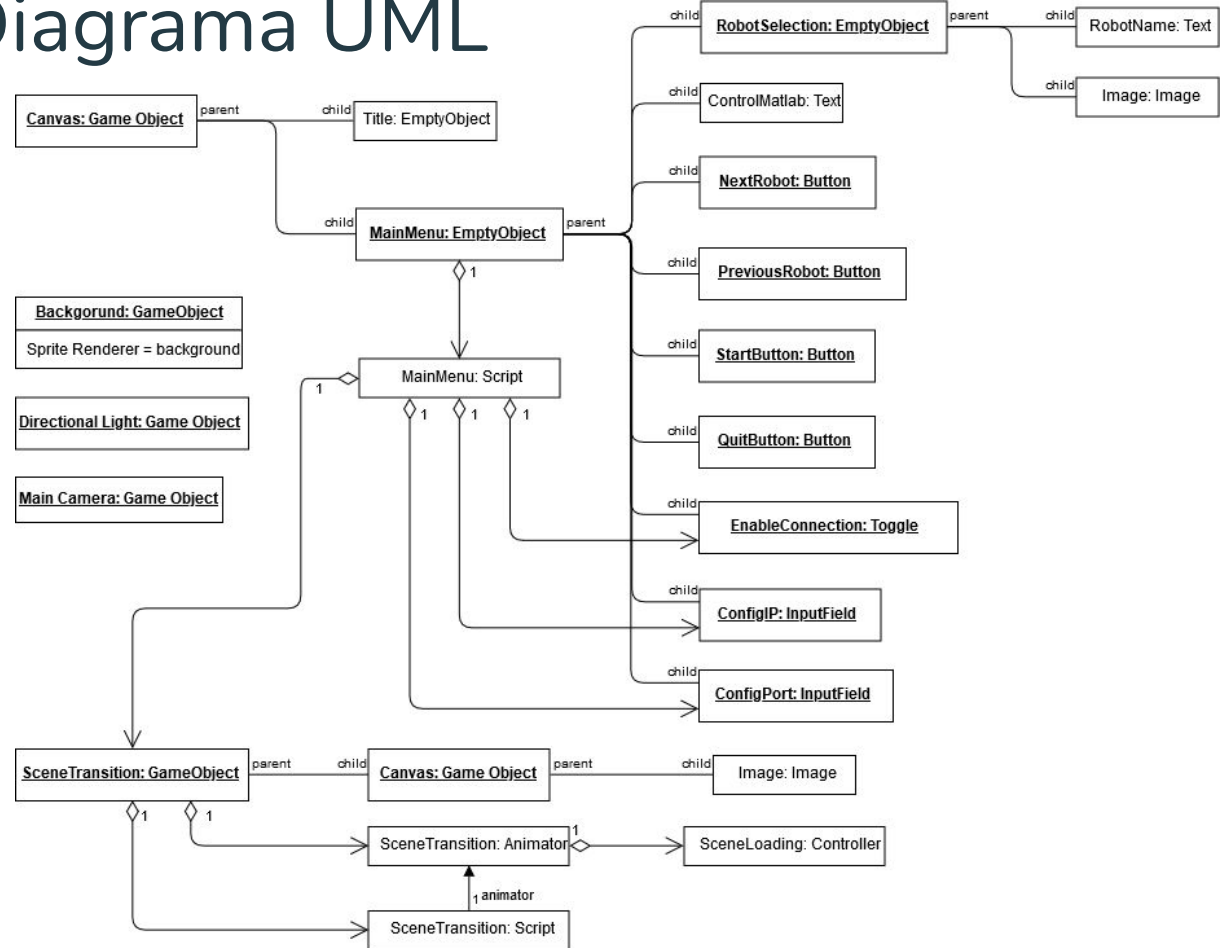 Diagrama UML
child
RobotSelection: EmptyObject
parent
child
RobotName: Text
child
Image: Image
Canvas: Game Object
parent
child
Title: EmptyObject
child
ControlMatlab: Text
child
NextRobot: Button
child
MainMenu: EmptyObject
parent
1
child
PreviousRobot: Button
Backgorund: GameObject
Sprite Renderer = background
child
StartButton: Button
MainMenu: Script
1
1
1
1
Directional Light: Game Object
child
QuitButton: Button
Main Camera: Game Object
child
EnableConnection: Toggle
child
ConfigIP: InputField
child
ConfigPort: InputField
SceneTransition: GameObject
parent
child
Canvas: Game Object
parent
child
Image: Image
1
1
SceneTransition: Animator
1
SceneLoading: Controller
1 animator
SceneTransition: Script